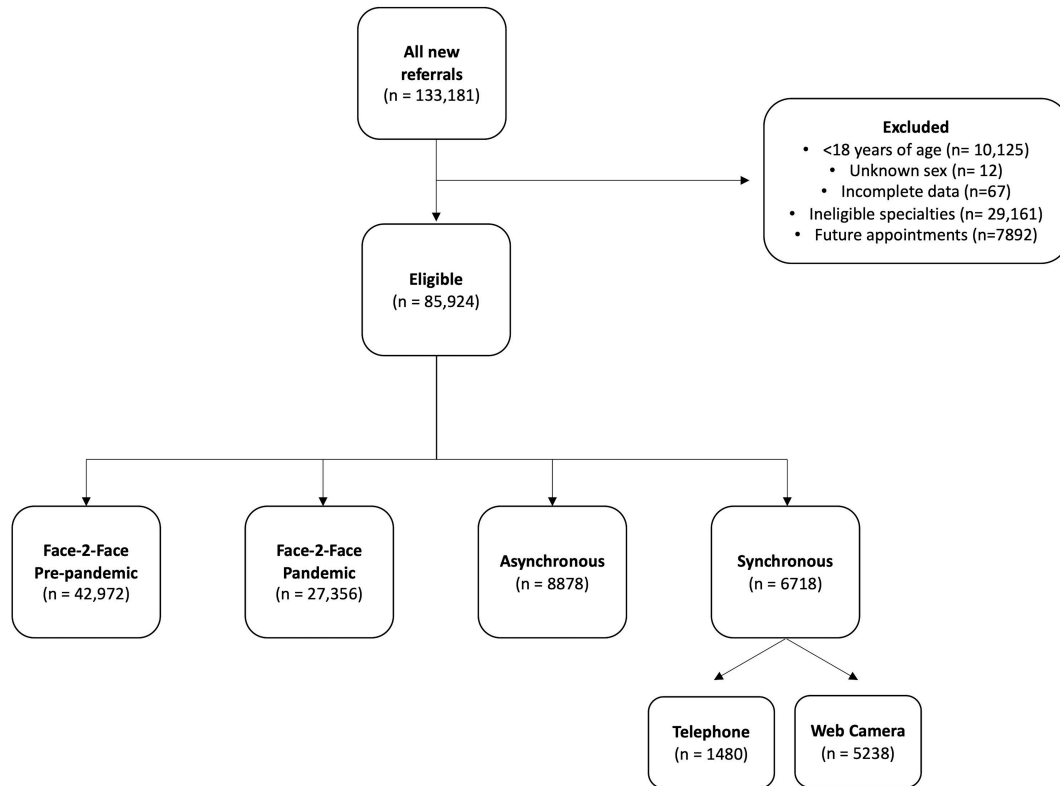 All new
referrals
(n = 133,181)
Excluded
• <18 years of age (n= 10,125)
• Unknown sex (n= 12)
• Incomplete data (n=67)
• Ineligible specialties (n= 29,161)
• Future appointments (n=7892)
Eligible
(n = 85,924)
Face-2-Face
Pre-pandemic
(n = 42,972)
Face-2-Face
Pandemic
(n = 27,356)
Asynchronous
(n = 8878)
Synchronous
(n = 6718)
Telephone
(n = 1480)
Web Camera
(n = 5238)